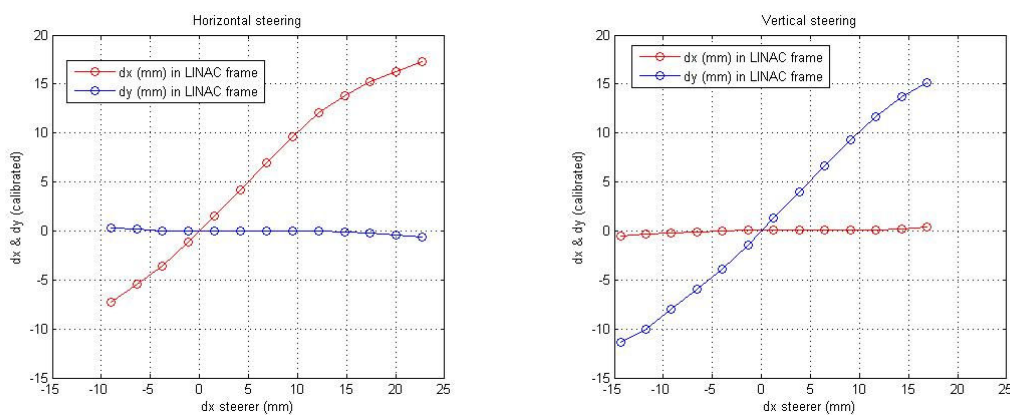 Horizontal steering
20
15
10
5
0
-5
-10
-15
dx & dy (calibrated)
dx (mm) in LINAC frame
dy (mm) in LINAC frame
-15 -10 -5 0 5 10 15 20 25
dx steerer (mm)
Vertical steering
20
15
10
5
0
-5
-10
-15
dx & dy (calibrated)
dx (mm) in LINAC frame
dy (mm) in LINAC frame
-15 -10 -5 0 5 10 15 20 25
dx steerer (mm)